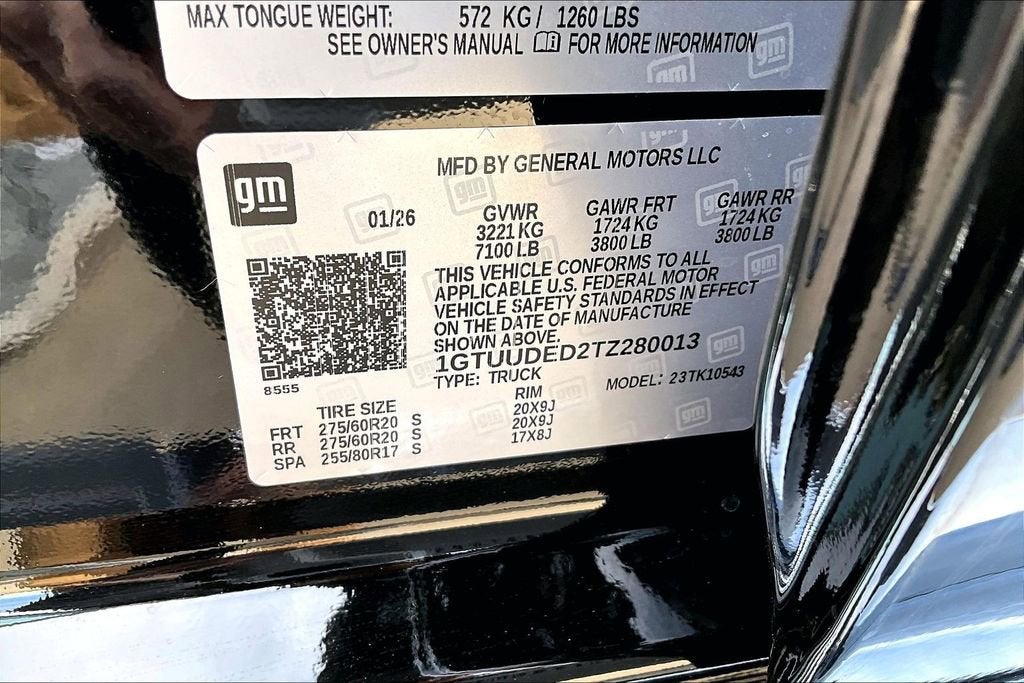 MAX TONGUE WEIGHT: 572 KG / 1260 LBS
SEE OWNER'S MANUAL FOR MORE INFORMATION
gm
MFD BY GENERAL MOTORS LLC
01/26
GVWR GAWR FRT GAWR RR
3221 KG 1724 KG 1724 KG
7100 LB 3800 LB 3800 LB
THIS VEHICLE CONFORMS TO ALL
APPLICABLE U.S. FEDERAL MOTOR
VEHICLE SAFETY STANDARDS IN EFFECT
ON THE DATE OF MANUFACTURE
SHOWN ABOVE.
1GTUUDED2TZ280013
TYPE: TRUCK MODEL: 23TK10543
8555
TIRE SIZE RIM
FRT 275/60R20 S 20X9J
RR 275/60R20 S 20X9J
SPA 255/80R17 S 17X8J